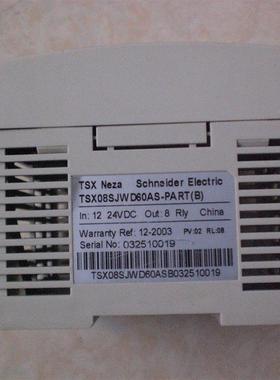 TSX Neza Schneider Electric
TSX08SJWD60AS-PART(B)
In: 12 24VDC Out: 8 Rly China
Warranty Ref: 12-2003 PV:02 RL:08
Serial No: 032510019
TSX08SJWD60ASB032510019